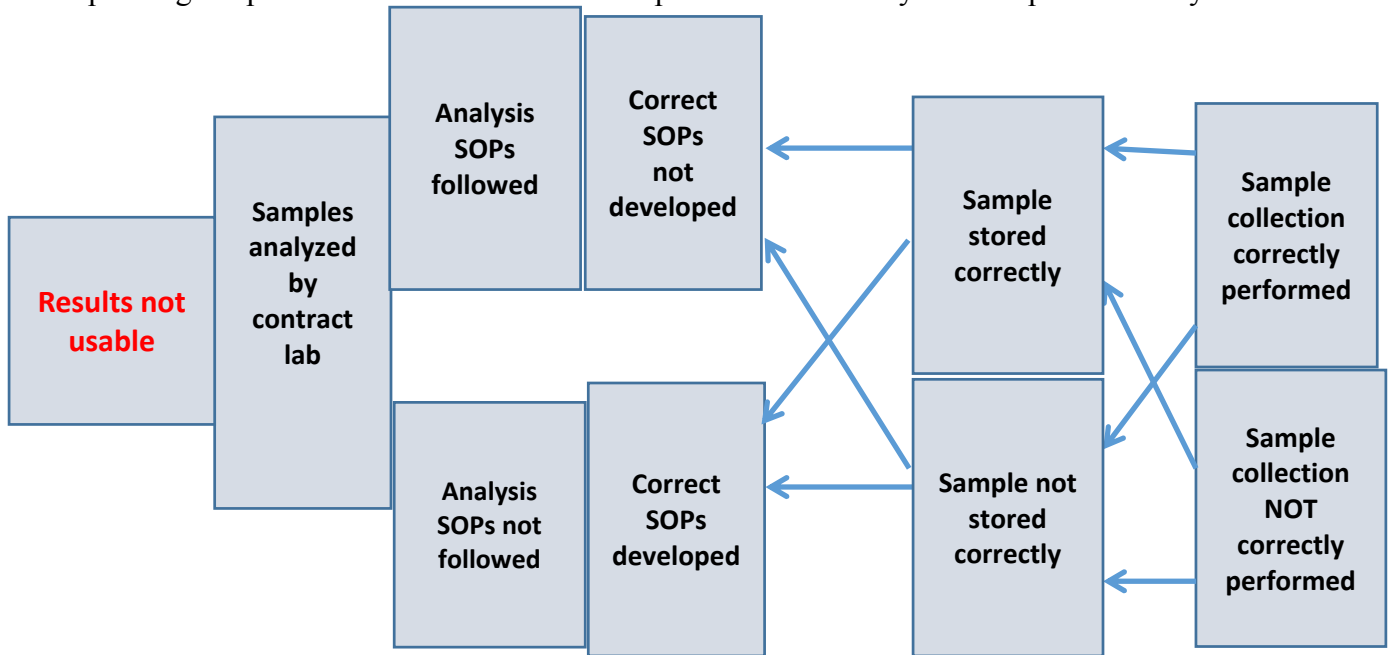 Results not
usable
Samples
analyzed
by
contract
lab
Analysis
SOPs
followed
Correct
SOPs
not
developed
Sample
stored
correctly
Sample
collection
correctly
performed
Analysis
SOPs not
followed
Correct
SOPs
developed
Sample not
stored
correctly
Sample
collection
NOT
correctly
performed